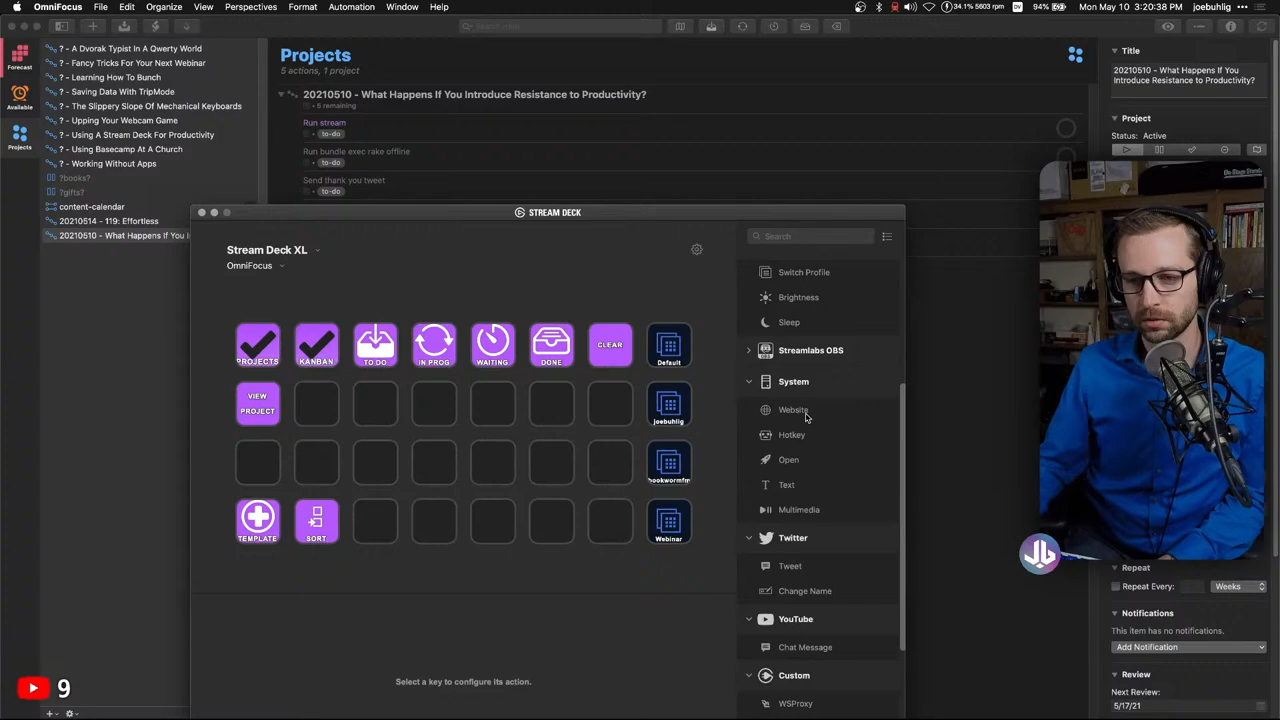 OmniFocus File Edit Organize View Perspectives Format Automation Window Help
34.1% 5603 rpm 94% Mon May 10 3:20:38 PM joebuhlig
Forecast
Available
Projects
? - A Dvorak Typist In A Qwerty World
? - Fancy Tricks For Your Next Webinar
? - Learning How To Bunch
? - Saving Data With TripMode
? - The Slippery Slope Of Mechanical Keyboards
? - Upping Your Webcam Game
? - Using A Stream Deck For Productivity
? - Using Basecamp At A Church
? - Working Without Apps
?books?
?gifts?
content-calendar
20210514 - 119: Effortless
20210510 - What Happens If You In
Projects
5 actions, 1 project
20210510 - What Happens If You Introduce Resistance to Productivity?
• 5 remaining
Run stream
• to-do
Run bundle exec rake offline
• to-do
Send thank you tweet
• to-do
STREAM DECK
Stream Deck XL
OmniFocus
PROJECTS KANBAN TO DO IN PROG WAITING DONE CLEAR Default
VIEW
PROJECT
joebuhlig
bookwormfm
TEMPLATE SORT Webinar
Select a key to configure its action.
Search
Switch Profile
Brightness
Sleep
Streamlabs OBS
OBS
System
Website
Hotkey
Open
Text
Multimedia
Twitter
Tweet
Change Name
YouTube
Chat Message
Custom
WSProxy
Title
20210510 - What Happens If You
Introduce Resistance to Productivity?
Project
Status: Active
Repeat
Repeat Every: Weeks
Notifications
This item has no notifications.
Add Notification
Review
Next Review:
5/17/21
JB
9